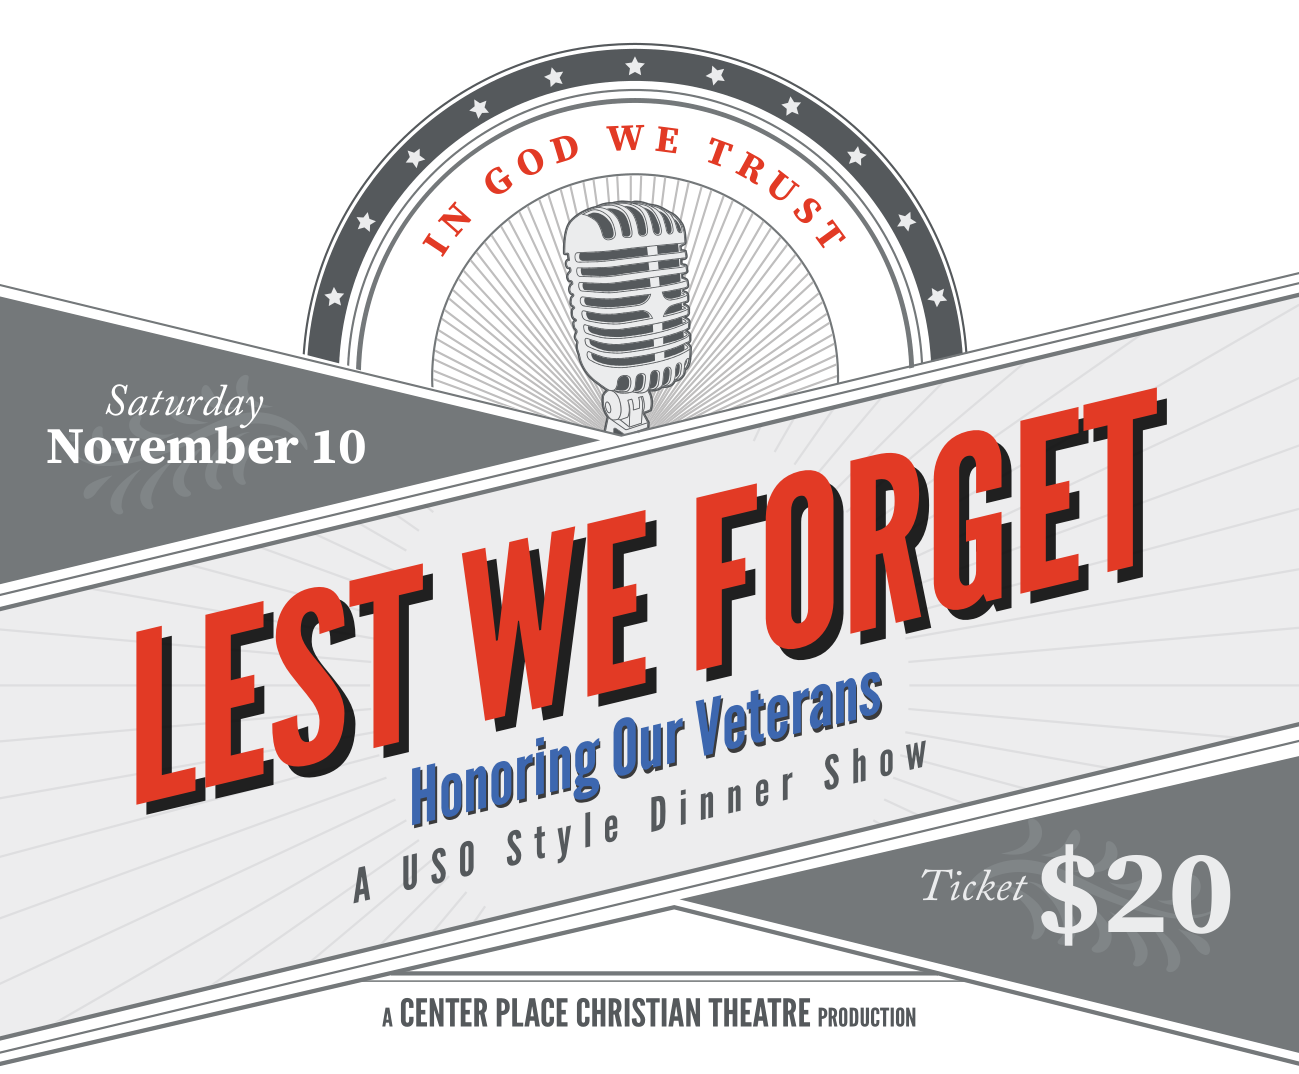 IN GOD WE TRUST
Saturday
November 10
LEST WE FORGET
Honoring Our Veterans
A USO Style Dinner Show
Ticket $20
A CENTER PLACE CHRISTIAN THEATRE PRODUCTION